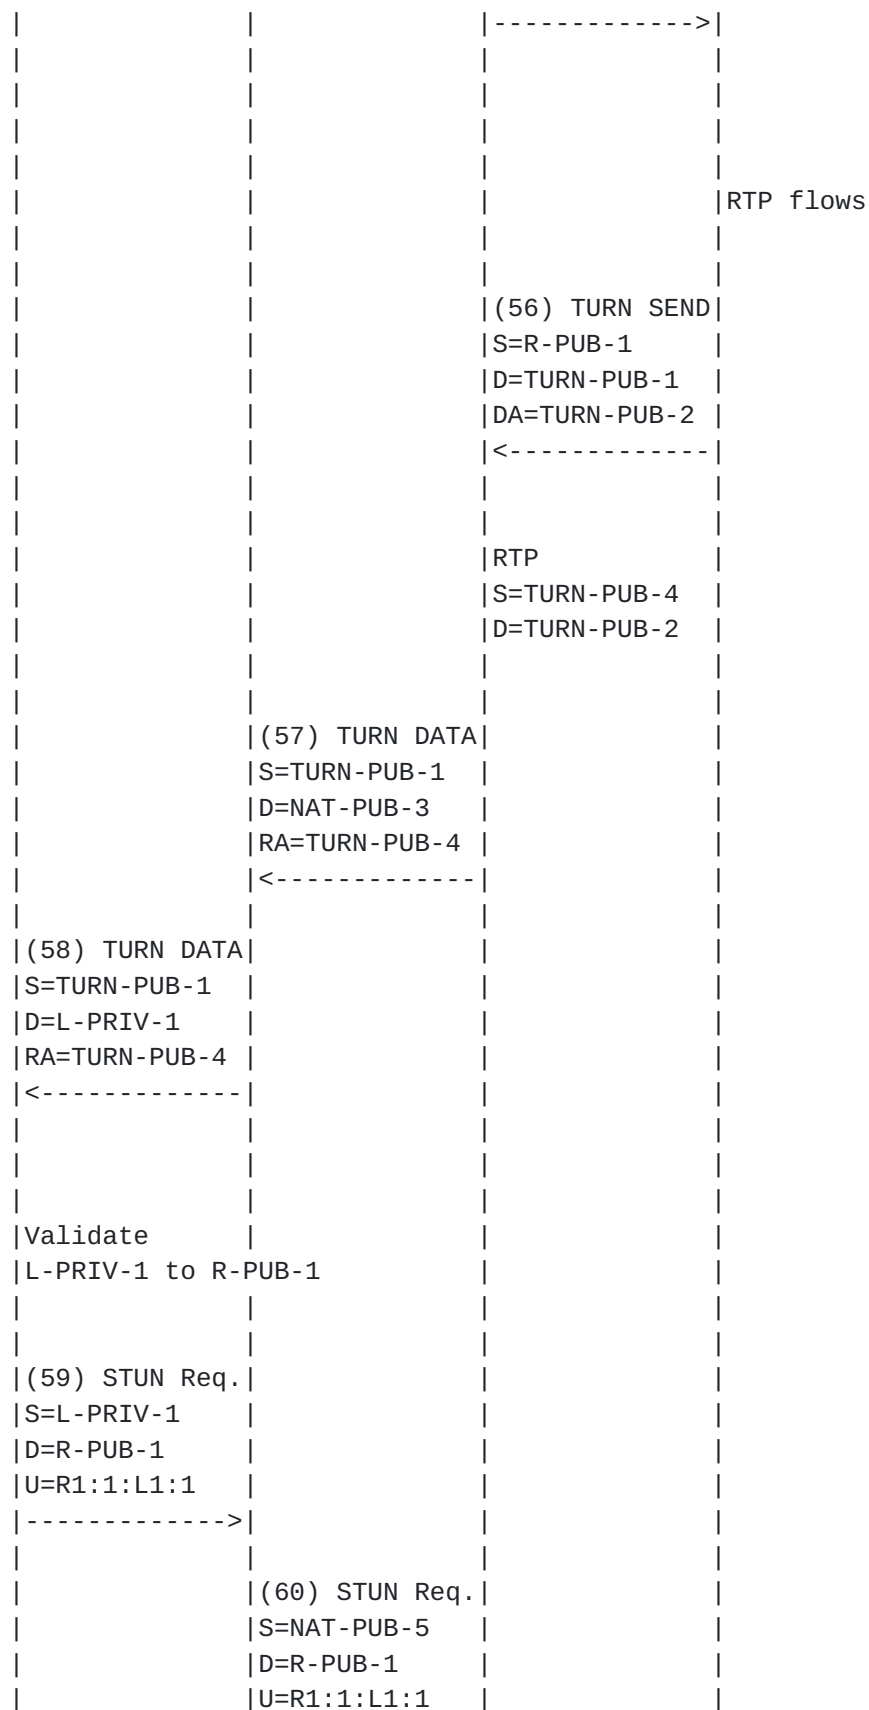 |              |              |------------->|
|              |              |              |
|              |              |              |
|              |              |              |
|              |              |              |
|              |              |              |RTP flows
|              |              |              |
|              |              |              |
|              |              |(56) TURN SEND|
|              |              |S=R-PUB-1     |
|              |              |D=TURN-PUB-1  |
|              |              |DA=TURN-PUB-2 |
|              |              |<-------------|
|              |              |              |
|              |              |              |
|              |              |RTP           |
|              |              |S=TURN-PUB-4  |
|              |              |D=TURN-PUB-2  |
|              |              |              |
|              |              |              |
|              |(57) TURN DATA|              |
|              |S=TURN-PUB-1  |              |
|              |D=NAT-PUB-3   |              |
|              |RA=TURN-PUB-4 |              |
|              |<-------------|              |
|              |              |              |
|(58) TURN DATA|              |              |
|S=TURN-PUB-1  |              |              |
|D=L-PRIV-1    |              |              |
|RA=TURN-PUB-4 |              |              |
|<-------------|              |              |
|              |              |              |
|              |              |              |
|              |              |              |
|Validate      |              |              |
|L-PRIV-1 to R-PUB-1          |              |
|              |              |              |
|              |              |              |
|(59) STUN Req.|              |              |
|S=L-PRIV-1    |              |              |
|D=R-PUB-1     |              |              |
|U=R1:1:L1:1   |              |              |
|------------->|              |              |
|              |              |              |
|              |(60) STUN Req.|              |
|              |S=NAT-PUB-5   |              |
|              |D=R-PUB-1     |              |
|              |U=R1:1:L1:1   |              |